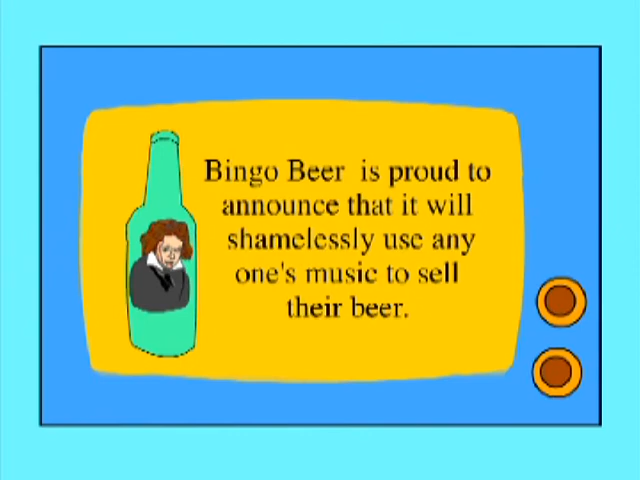 Bingo Beer is proud to
announce that it will
shamelessly use any
one's music to sell
their beer.